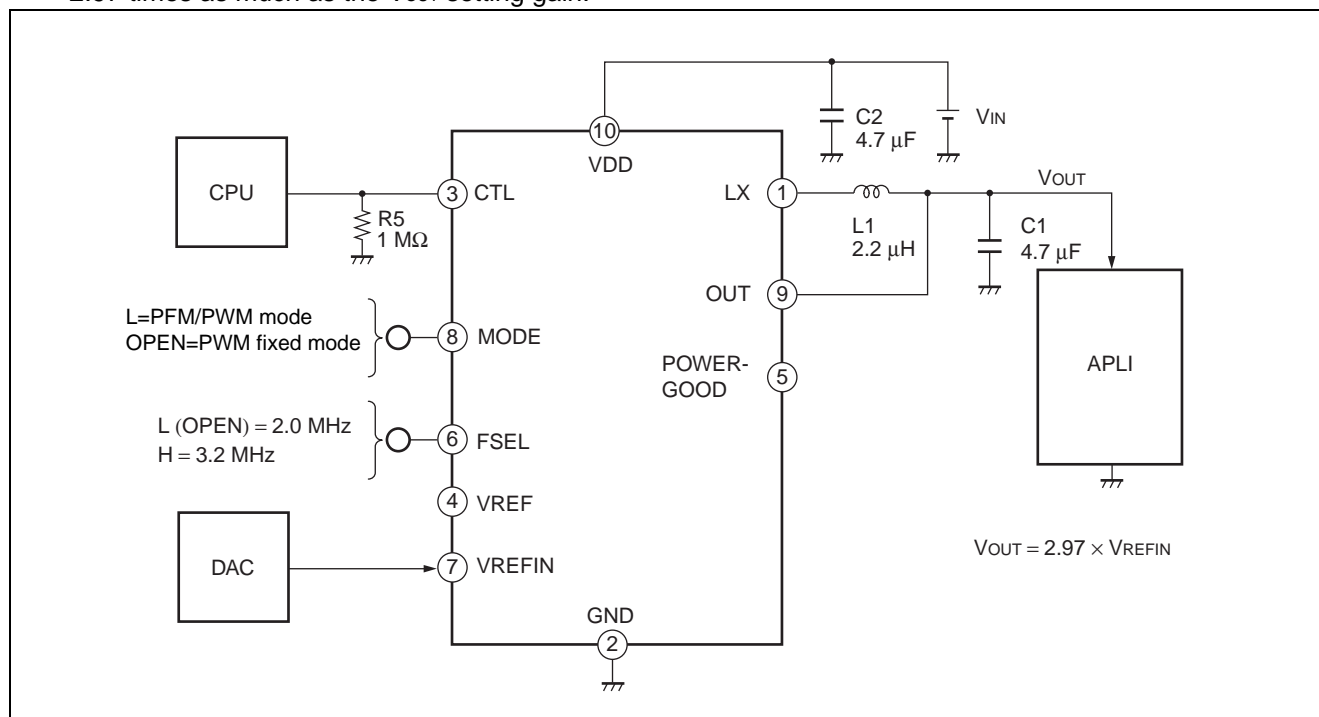 2.97 times as much as the VOUT setting gain.
C2
4.7 μF
VIN
10
VDD
CPU
3 CTL
R5
1 MΩ
LX 1
L1
2.2 μH
VOUT
C1
4.7 μF
OUT 9
L=PFM/PWM mode
OPEN=PWM fixed mode
8 MODE
POWER-
GOOD
5
APLI
L (OPEN) = 2.0 MHz
H = 3.2 MHz
6 FSEL
4 VREF
DAC
7 VREFIN
VOUT = 2.97 × VREFIN
GND
2